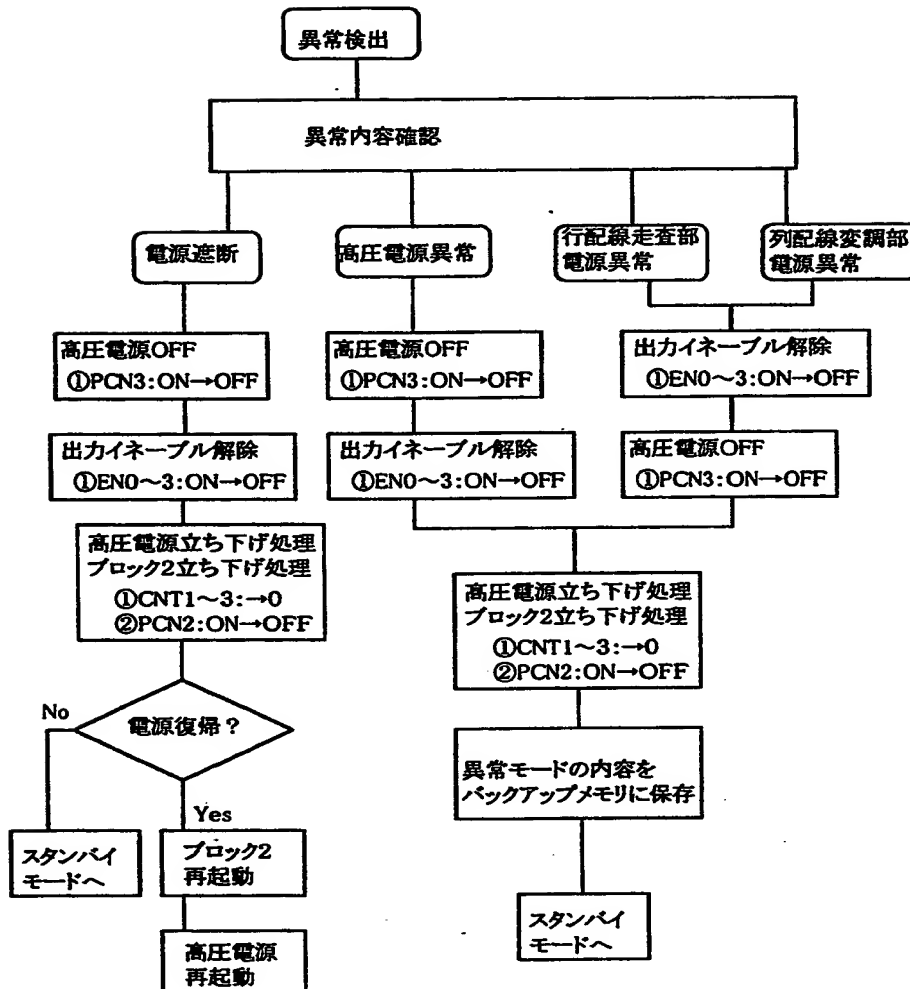 異常検出
異常内容確認
電源遮断
高圧電源異常
行配線走査部
電源異常
列配線変調部
電源異常
高圧電源OFF
①PCN3:ON→OFF
出力イネーブル解除
①EN0～3:ON→OFF
高圧電源立ち下げ処理
ブロック2立ち下げ処理
①CNT1～3:→0
②PCN2:ON→OFF
電源復帰？
No
Yes
スタンバイ
モードへ
ブロック2
再起動
高圧電源
再起動
高圧電源OFF
①PCN3:ON→OFF
出力イネーブル解除
①EN0～3:ON→OFF
出力イネーブル解除
①EN0～3:ON→OFF
高圧電源OFF
①PCN3:ON→OFF
高圧電源立ち下げ処理
ブロック2立ち下げ処理
①CNT1～3:→0
②PCN2:ON→OFF
異常モードの内容を
バックアップメモリに保存
スタンバイ
モードへ